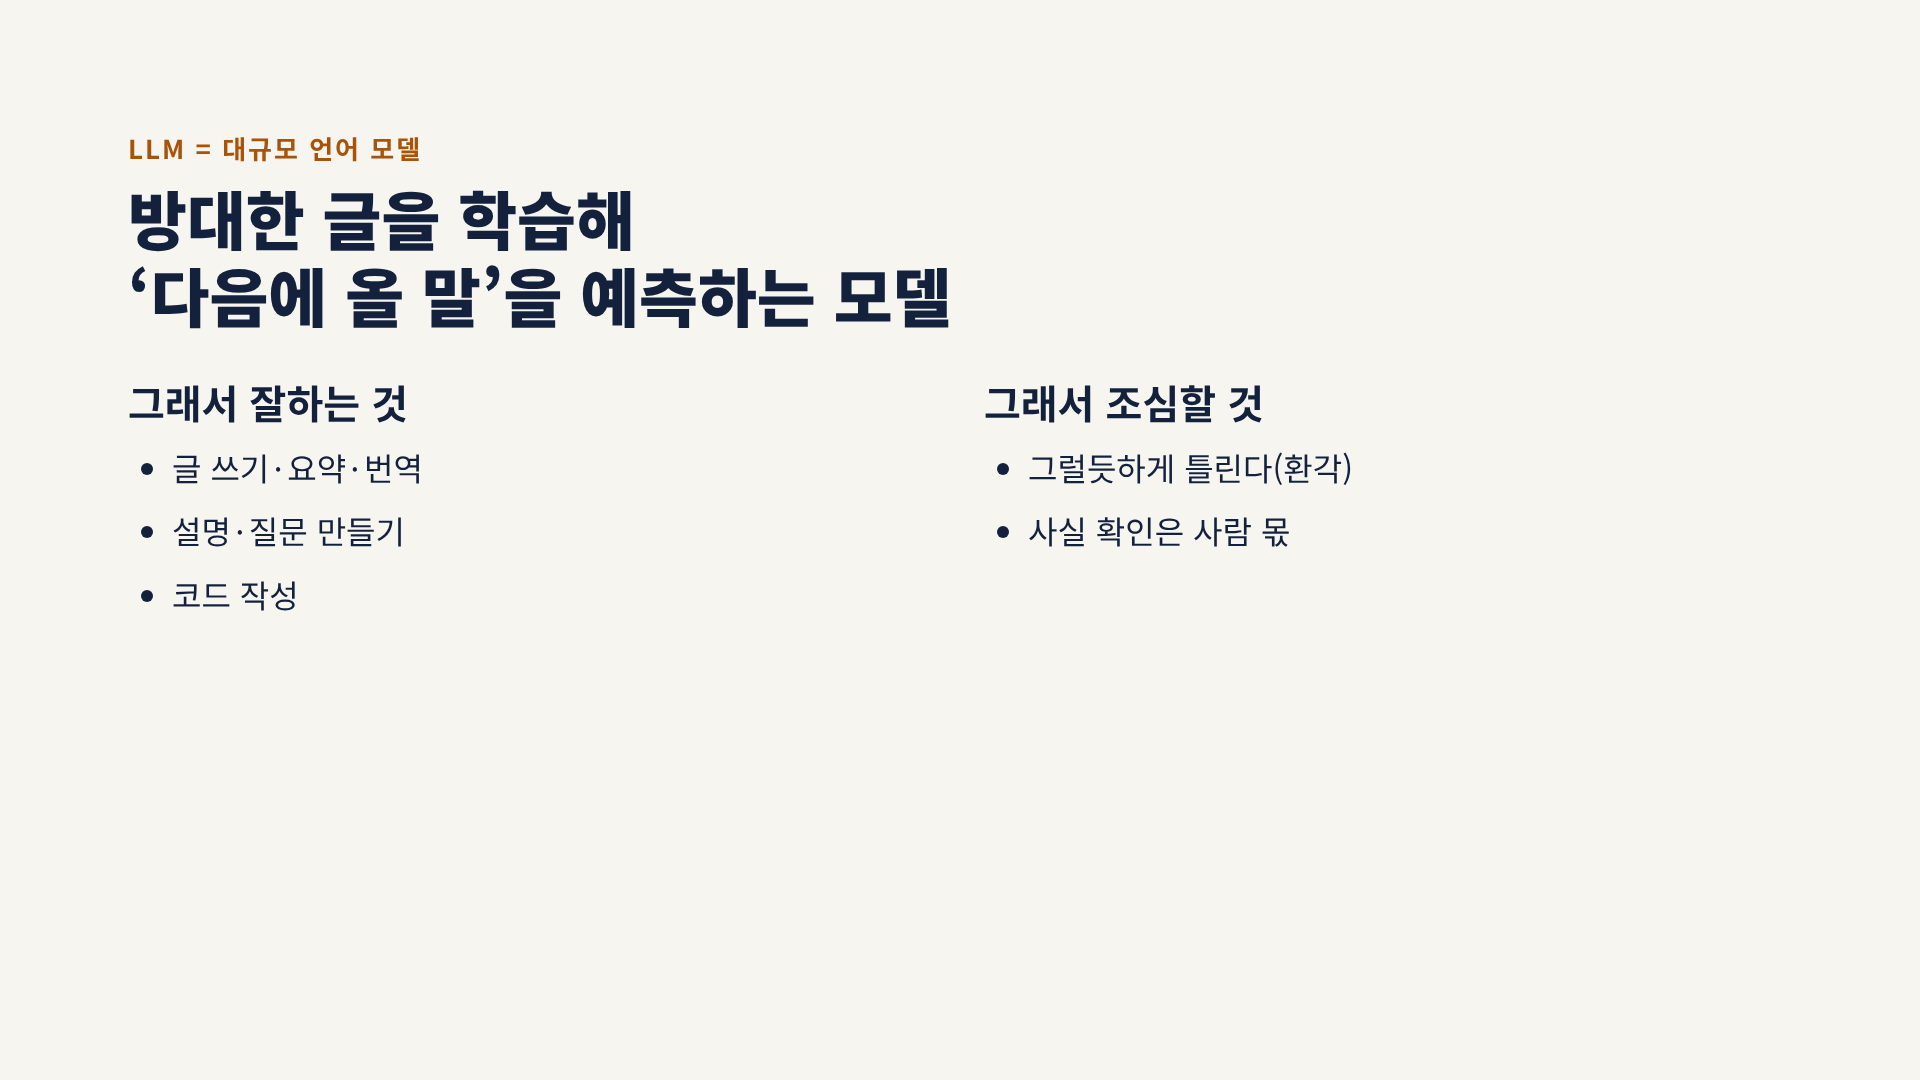 LLM = 대규모 언어 모델
방대한 글을 학습해
‘다음에 올 말’을 예측하는 모델
그래서 잘하는 것
• 글 쓰기·요약·번역
• 설명·질문 만들기
• 코드 작성
그래서 조심할 것
• 그럴듯하게 틀린다(환각)
• 사실 확인은 사람 몫